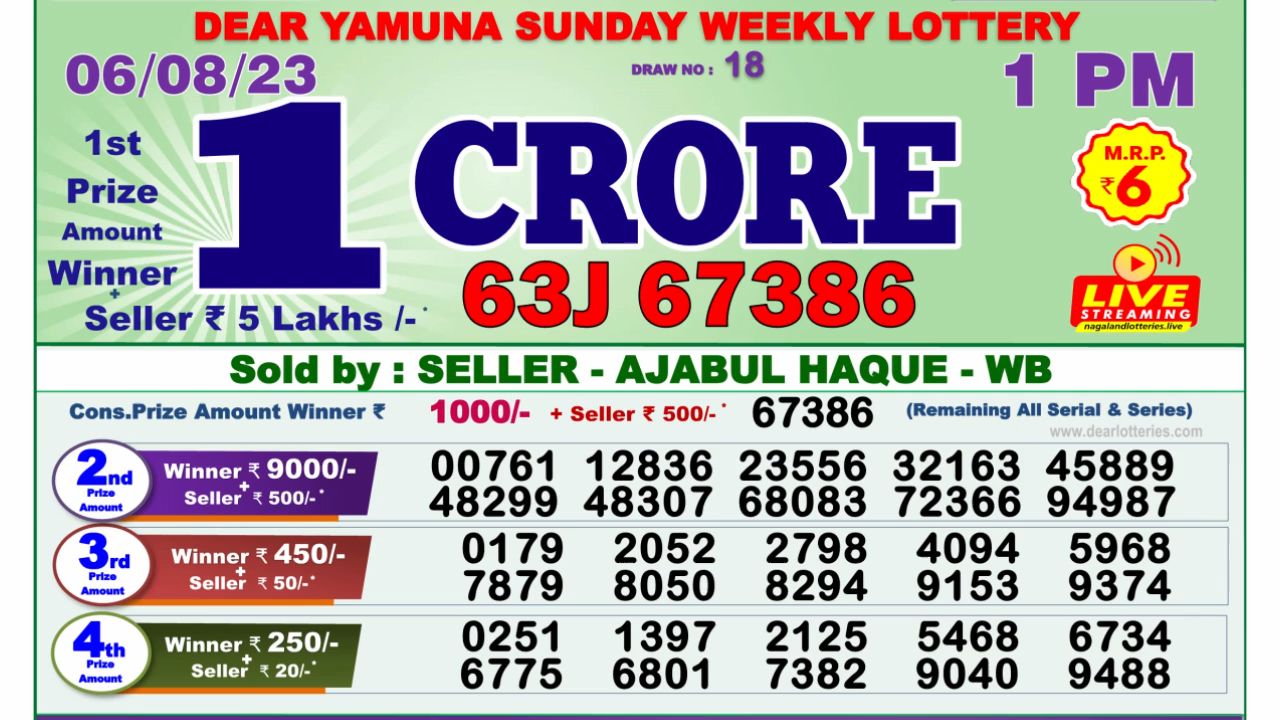 DEAR YAMUNA SUNDAY WEEKLY LOTTERY
06/08/23
DRAW NO : 18
1 PM
1st
Prize
Amount
Winner
+
Seller ₹ 5 Lakhs /-*
1 CRORE
63J 67386
M.R.P.
₹6
LIVE
STREAMING
nagalandlotteries.live
Sold by : SELLER - AJABUL HAQUE - WB
Cons.Prize Amount Winner ₹ 1000/- + Seller ₹ 500/-* 67386 (Remaining All Serial & Series)
www.dearlotteries.com
2nd
Prize
Amount
Winner ₹ 9000/-
+
Seller ₹ 500/-*
00761 12836 23556 32163 45889
48299 48307 68083 72366 94987
3rd
Prize
Amount
Winner ₹ 450/-
+
Seller ₹ 50/-*
0179 2052 2798 4094 5968
7879 8050 8294 9153 9374
4th
Prize
Amount
Winner ₹ 250/-
+
Seller ₹ 20/-*
0251 1397 2125 5468 6734
6775 6801 7382 9040 9488